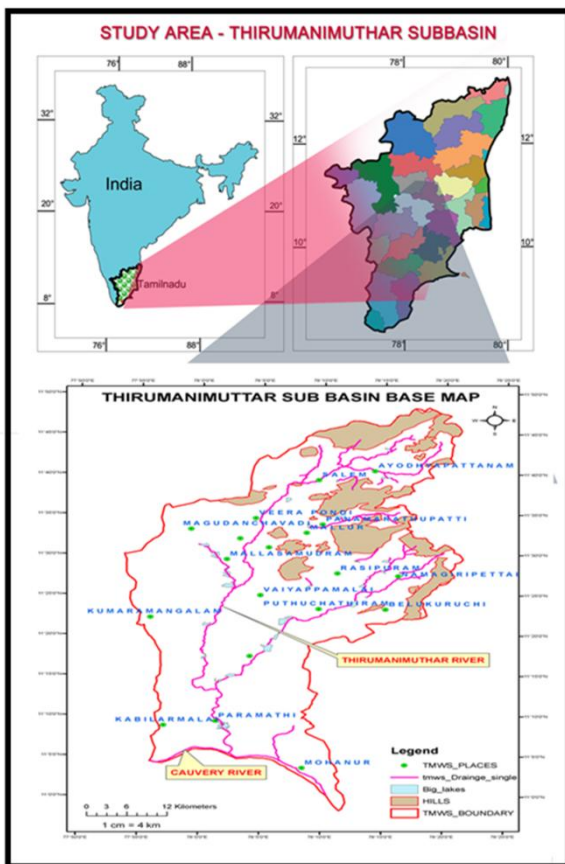 STUDY AREA - THIRUMANIMUTHAR SUBBASIN
76° 88°
78° 80°
32° 32°
12° 12°
India
20° 20°
10° 10°
Tamilnadu
8° 8°
76° 88°
78° 80°
THIRUMANIMUTTAR SUB BASIN BASE MAP
AYODHYAPATTANAM
SALEM
VEERA PONDI
PANAMARATHUPATTI
MAGUDANCHAVADI
MALLUR
MALLASAMUDRAM
RASIPURAM
NAMAGIRIPETTAI
VAIYAPPAMALAI
PUTHUCHATHIRAM
BELUKURUCHI
KUMARAMANGALAM
THIRUMANIMUTHAR RIVER
KABILARMALA
PARAMATHI
CAUVERY RIVER
MOHANUR
Legend
TMWS_PLACES
tmws_Drainge_single
Big_lakes
HILLS
TMWS_BOUNDARY
0 3 6 12 Kilometers
1 cm = 4 km